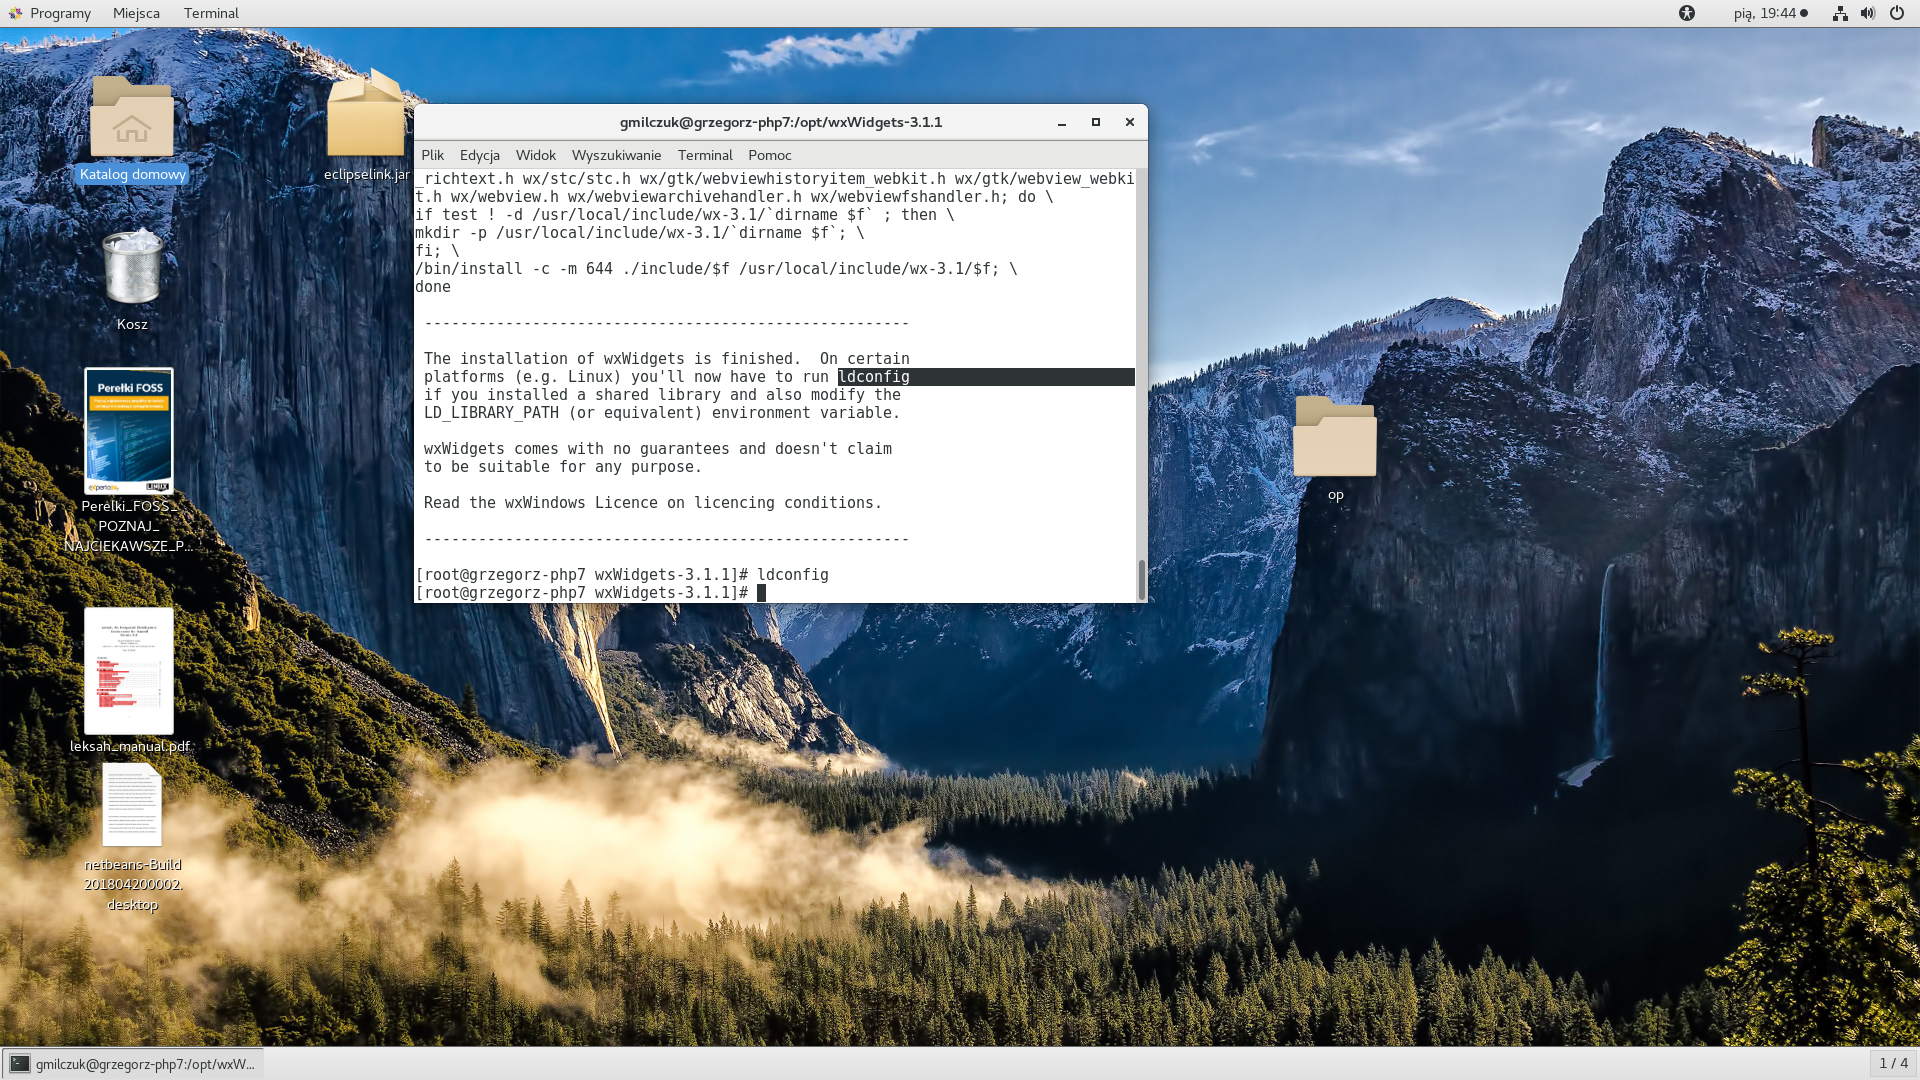 Programy Miejsca Terminal pią, 19:44
Katalog domowy
eclipselink.jar
Kosz
Perełki FOSS
Perełki_FOSS_
POZNAJ_
NAJCIEKAWSZE_P...
leksah_manual.pdf
netbeans-Build
201804200002.
desktop
op
gmilczuk@grzegorz-php7:/opt/wxWidgets-3.1.1
Plik Edycja Widok Wyszukiwanie Terminal Pomoc
_richtext.h wx/stc/stc.h wx/gtk/webviewhistoryitem_webkit.h wx/gtk/webview_webki
t.h wx/webview.h wx/webviewarchivehandler.h wx/webviewfshandler.h; do \
if test ! -d /usr/local/include/wx-3.1/`dirname $f` ; then \
mkdir -p /usr/local/include/wx-3.1/`dirname $f`; \
fi; \
/bin/install -c -m 644 ./include/$f /usr/local/include/wx-3.1/$f; \
done
------------------------------------------------------
The installation of wxWidgets is finished.  On certain
platforms (e.g. Linux) you'll now have to run ldconfig
if you installed a shared library and also modify the
LD_LIBRARY_PATH (or equivalent) environment variable.
wxWidgets comes with no guarantees and doesn't claim
to be suitable for any purpose.
Read the wxWindows Licence on licencing conditions.
------------------------------------------------------
[root@grzegorz-php7 wxWidgets-3.1.1]# ldconfig
[root@grzegorz-php7 wxWidgets-3.1.1]#
gmilczuk@grzegorz-php7:/opt/wxW...
1 / 4